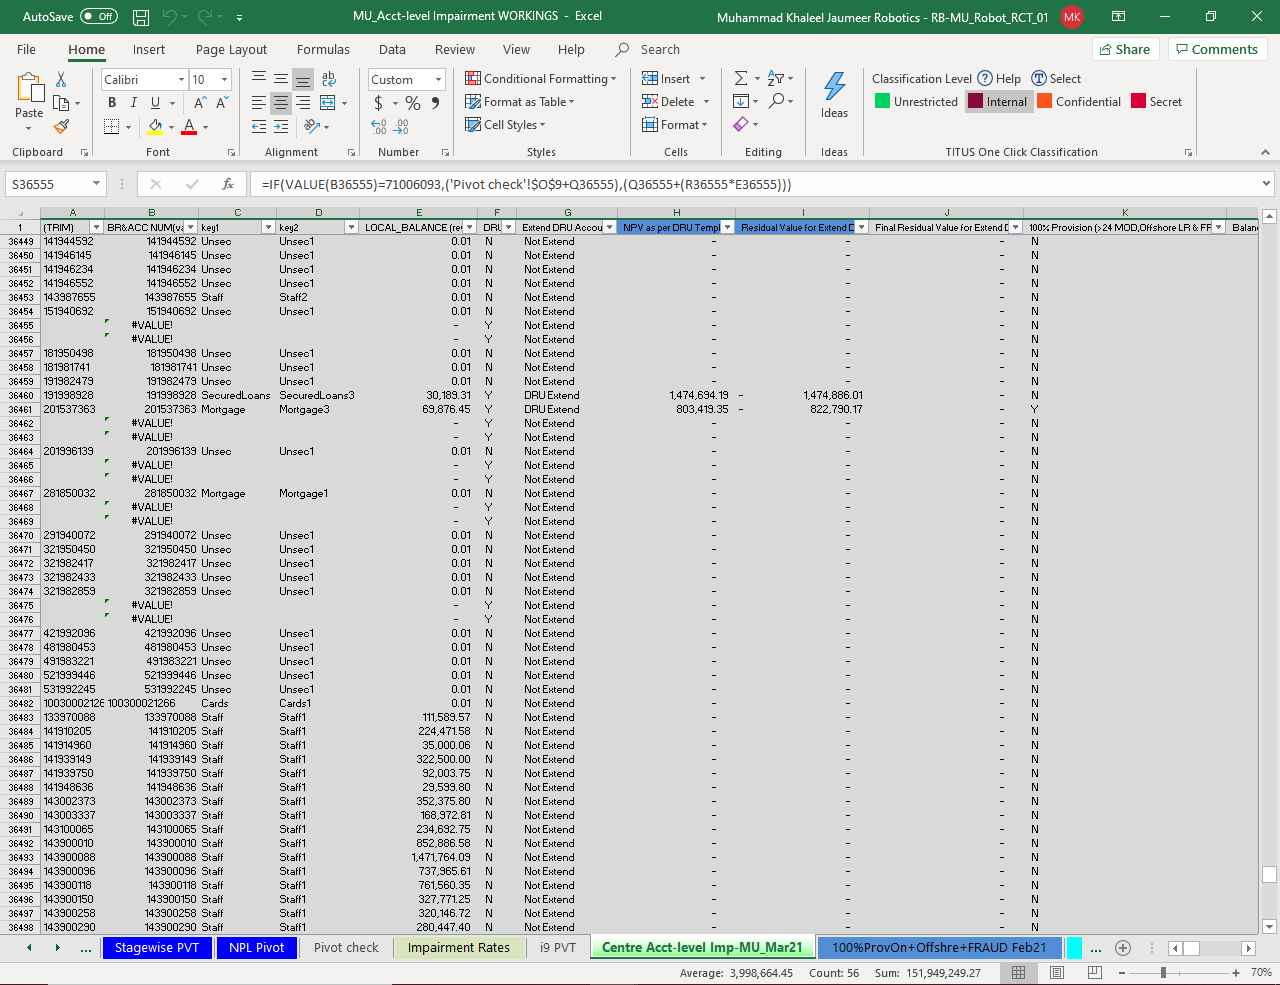 AutoSave Off MU_Acct-level Impairment WORKINGS - Excel Muhammad Khaleel Jaumeer Robotics - RB-MU_Robot_RCT_01 MK
File Home Insert Page Layout Formulas Data Review View Help Search Share Comments
Calibri 10 Custom Conditional Formatting Insert Classification Level Help Select
Paste B I U A A $ % Format as Table Delete Ideas Unrestricted Internal Confidential Secret
Cell Styles Format
Clipboard Font Alignment Number Styles Cells Editing Ideas TITUS One Click Classification
S36555 fx =IF(VALUE(B36555)=71006093,('Pivot check'!$O$9+Q36555),(Q36555+(R36555*E36555)))
A B C D E F G H I J K
1 (TRIM) BR&ACC NUM(va key1 key2 LOCAL_BALANCE (rev DRU Extend DRU Accou NPV as per DRU Templ Residual Value for Extend D Final Residual Value for Extend D 100% Provision (>24 MOD,Offshore LR & FF Balan
36449 141944592 141944592 Unsec Unsec1 0.01 N Not Extend - - - N
36450 141946145 141946145 Unsec Unsec1 0.01 N Not Extend - - - N
36451 141946234 141946234 Unsec Unsec1 0.01 N Not Extend - - - N
36452 141946552 141946552 Unsec Unsec1 0.01 N Not Extend - - - N
36453 143987655 143987655 Staff Staff2 0.01 N Not Extend - - - N
36454 151940692 151940692 Unsec Unsec1 0.01 N Not Extend - - - N
36455 #VALUE! - Y Not Extend - - - N
36456 #VALUE! - Y Not Extend - - - N
36457 181950498 181950498 Unsec Unsec1 0.01 N Not Extend - - - N
36458 181981741 181981741 Unsec Unsec1 0.01 N Not Extend - - - N
36459 191982479 191982479 Unsec Unsec1 0.01 N Not Extend - - - N
36460 191998928 191998928 SecuredLoans SecuredLoans3 30,189.31 Y DRU Extend 1,474,694.19 - 1,474,886.01 - N
36461 201537363 201537363 Mortgage Mortgage3 69,876.45 Y DRU Extend 803,419.35 - 822,790.17 - Y
36462 #VALUE! - Y Not Extend - - - N
36463 #VALUE! - Y Not Extend - - - N
36464 201996139 201996139 Unsec Unsec1 0.01 N Not Extend - - - N
36465 #VALUE! - Y Not Extend - - - N
36466 #VALUE! - Y Not Extend - - - N
36467 281850032 281850032 Mortgage Mortgage1 0.01 N Not Extend - - - N
36468 #VALUE! - Y Not Extend - - - N
36469 #VALUE! - Y Not Extend - - - N
36470 291940072 291940072 Unsec Unsec1 0.01 N Not Extend - - - N
36471 321950450 321950450 Unsec Unsec1 0.01 N Not Extend - - - N
36472 321982417 321982417 Unsec Unsec1 0.01 N Not Extend - - - N
36473 321982433 321982433 Unsec Unsec1 0.01 N Not Extend - - - N
36474 321982859 321982859 Unsec Unsec1 0.01 N Not Extend - - - N
36475 #VALUE! - Y Not Extend - - - N
36476 #VALUE! - Y Not Extend - - - N
36477 421992096 421992096 Unsec Unsec1 0.01 N Not Extend - - - N
36478 481980453 481980453 Unsec Unsec1 0.01 N Not Extend - - - N
36479 491983221 491983221 Unsec Unsec1 0.01 N Not Extend - - - N
36480 521999446 521999446 Unsec Unsec1 0.01 N Not Extend - - - N
36481 531992245 531992245 Unsec Unsec1 0.01 N Not Extend - - - N
36482 10030002126 100300021266 Cards Cards1 0.01 N Not Extend - - - N
36483 133970088 133970088 Staff Staff1 111,589.57 N Not Extend - - - N
36484 141910205 141910205 Staff Staff1 224,471.58 N Not Extend - - - N
36485 141914960 141914960 Staff Staff1 35,000.06 N Not Extend - - - N
36486 141939149 141939149 Staff Staff1 322,500.00 N Not Extend - - - N
36487 141939750 141939750 Staff Staff1 92,003.75 N Not Extend - - - N
36488 141948636 141948636 Staff Staff1 29,599.80 N Not Extend - - - N
36489 143002373 143002373 Staff Staff1 352,375.80 N Not Extend - - - N
36490 143003337 143003337 Staff Staff1 168,972.81 N Not Extend - - - N
36491 143100065 143100065 Staff Staff1 234,692.75 N Not Extend - - - N
36492 143900010 143900010 Staff Staff1 852,886.58 N Not Extend - - - N
36493 143900088 143900088 Staff Staff1 1,471,764.09 N Not Extend - - - N
36494 143900096 143900096 Staff Staff1 737,965.61 N Not Extend - - - N
36495 143900118 143900118 Staff Staff1 761,560.35 N Not Extend - - - N
36496 143900150 143900150 Staff Staff1 327,771.25 N Not Extend - - - N
36497 143900258 143900258 Staff Staff1 320,146.72 N Not Extend - - - N
36498 143900290 143900290 Staff Staff1 280,447.40 N Not Extend - - - N
... Stagewise PVT NPL Pivot Pivot check Impairment Rates i9 PVT Centre Acct-level Imp-MU_Mar21 100%ProvOn+Offshre+FRAUD Feb21 ...
Average: 3,998,664.45 Count: 56 Sum: 151,949,249.27 70%